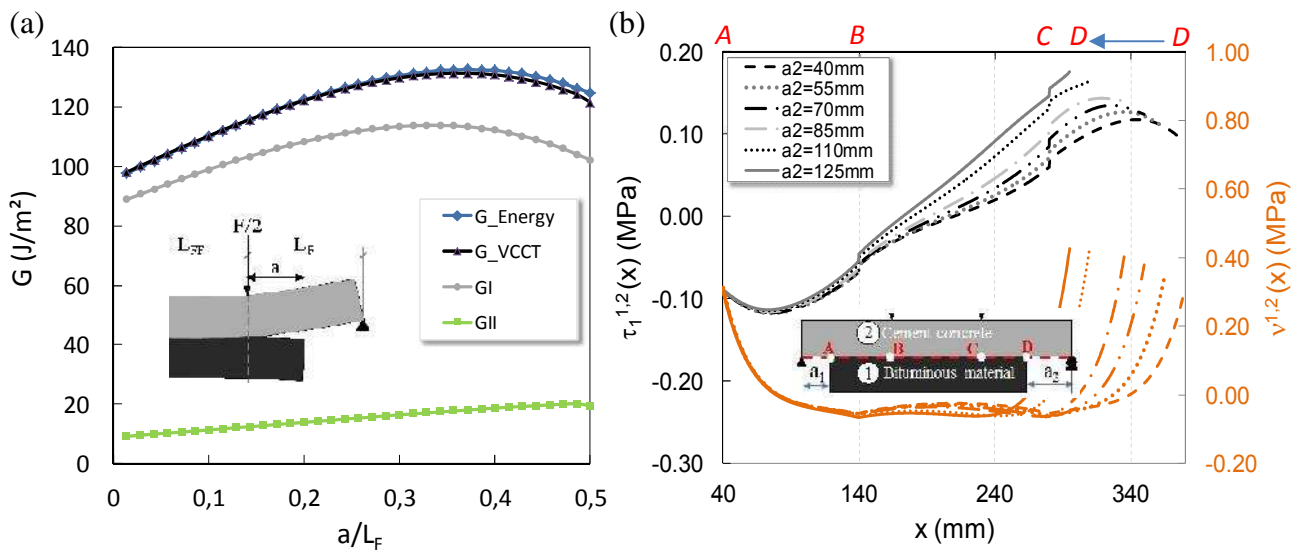 (a)
140
120
100
80
60
40
20
0
G (J/m²)
0
0,1
0,2
0,3
0,4
0,5
a/L_F
F/2
L_F
a
G_Energy
G_VCCT
GI
GII
(b)
A
B
C
D
D
0.20
0.10
0.00
-0.10
-0.20
-0.30
τ₁^{1,2}(x) (MPa)
a2=40mm
a2=55mm
a2=70mm
a2=85mm
a2=110mm
a2=125mm
1.00
0.80
0.60
0.40
0.20
0.00
-0.20
ν^{1,2}(x) (MPa)
2 Cement concrete
A
B
C
D
a₁
1 Bituminous material
a₂
40
140
240
340
x (mm)